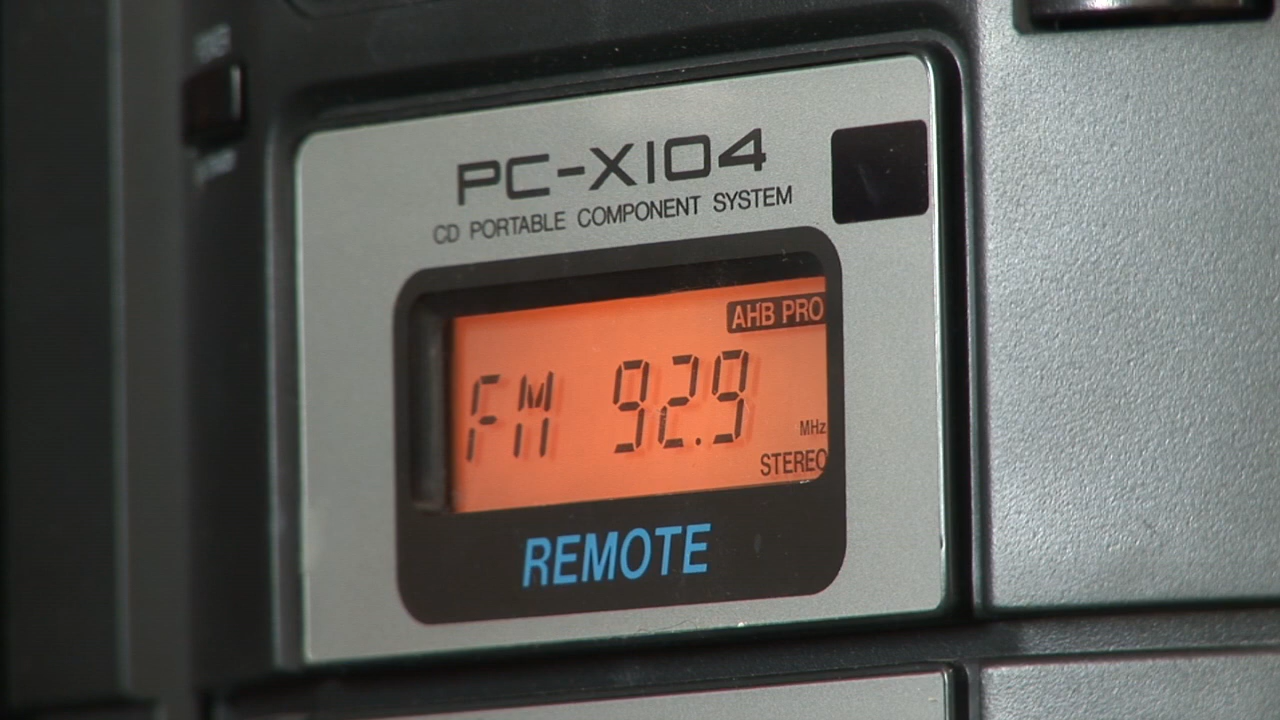 PC-X104
CD PORTABLE COMPONENT SYSTEM
AHB PRO
FM 92.9
MHz
STEREO
REMOTE